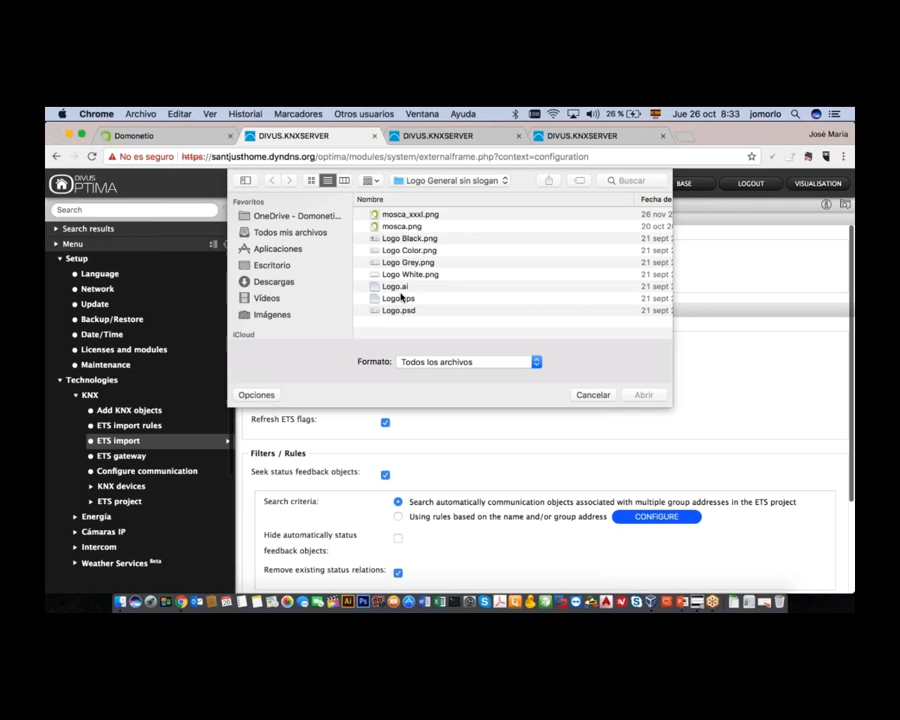 Chrome Archivo Editar Ver Historial Marcadores Otros usuarios Ventana Ayuda 26 % Jue 26 oct 8:33 jomorlo
Domonetio DIVUS.KNXSERVER DIVUS.KNXSERVER DIVUS.KNXSERVER José María
No es seguro https://santjusthome.dyndns.org/optima/modules/system/externalframe.php?context=configuration
DIVUS OPTIMA
BASE LOGOUT VISUALISATION
Search
Search results
Menu
Setup
Language
Network
Update
Backup/Restore
Date/Time
Licenses and modules
Maintenance
Technologies
KNX
Add KNX objects
ETS import rules
ETS import
ETS gateway
Configure communication
KNX devices
ETS project
Energía
Cámaras IP
Intercom
Weather Services Beta
Logo General sin slogan
Buscar
Favoritos
OneDrive - Domoneti...
Todos mis archivos
Aplicaciones
Escritorio
Descargas
Vídeos
Imágenes
iCloud
Nombre Fecha de
mosca_xxxl.png 26 nov 2
mosca.png 20 oct 2
Logo Black.png 21 sept 2
Logo Color.png 21 sept 2
Logo Grey.png 21 sept 2
Logo White.png 21 sept 2
Logo.ai 21 sept 2
21 sept 2
Logo.psd 21 sept 2
Formato: Todos los archivos
Opciones Cancelar Abrir
Refresh ETS flags:
Filters / Rules
Seek status feedback objects:
Search criteria: Search automatically communication objects associated with multiple group addresses in the ETS project
Using rules based on the name and/or group address CONFIGURE
Hide automatically status
feedback objects:
Remove existing status relations: